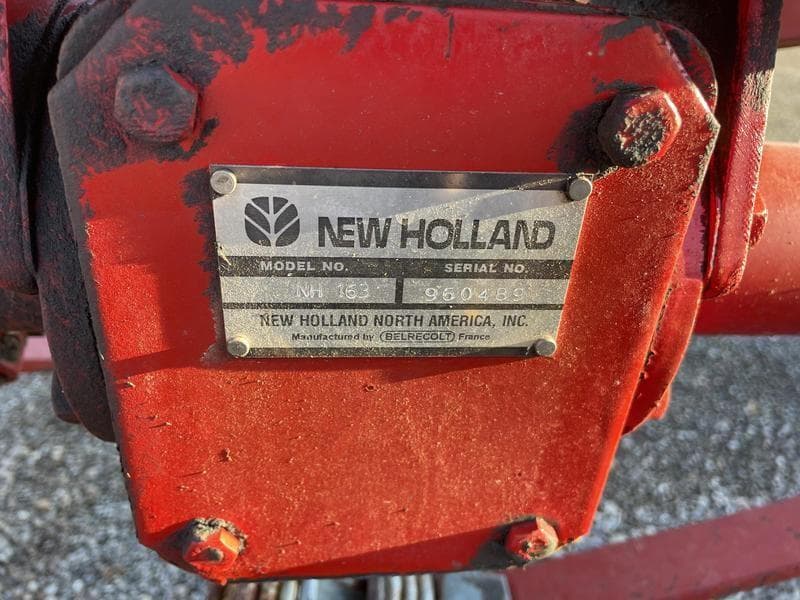 NEW HOLLAND
MODEL NO. SERIAL NO.
NH 163 960489
NEW HOLLAND NORTH AMERICA, INC.
Manufactured by BELRECOLT France